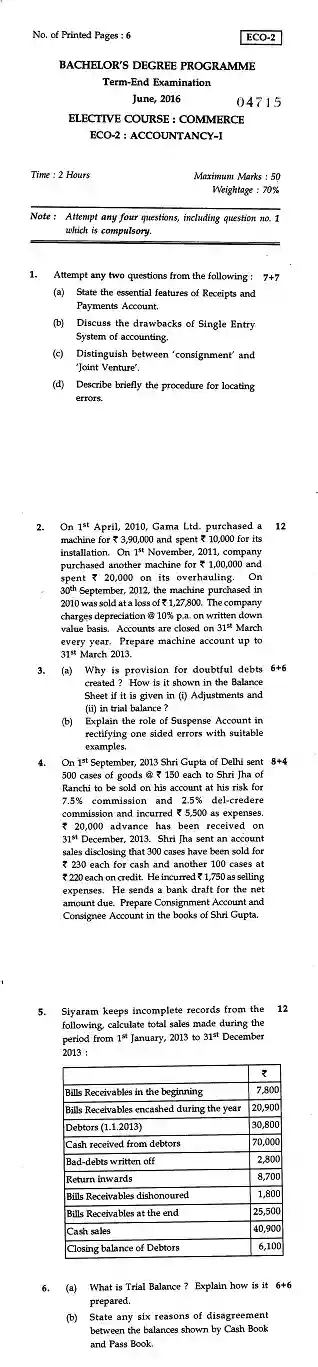 No. of Printed Pages : 6
ECO-2
BACHELOR'S DEGREE PROGRAMME
Term-End Examination
June, 2016
04715
ELECTIVE COURSE : COMMERCE
ECO-2 : ACCOUNTANCY-I
Time : 2 Hours
Maximum Marks : 50
Weightage : 70%
Note : Attempt any four questions, including question no. 1
which is compulsory.
1. Attempt any two questions from the following : 7+7
(a) State the essential features of Receipts and
Payments Account.
(b) Discuss the drawbacks of Single Entry
System of accounting.
(c) Distinguish between 'consignment' and
'Joint Venture'.
(d) Describe briefly the procedure for locating
errors.
2. On 1st April, 2010, Gama Ltd. purchased a 12
machine for ₹ 3,90,000 and spent ₹ 10,000 for its
installation. On 1st November, 2011, company
purchased another machine for ₹ 1,00,000 and
spent ₹ 20,000 on its overhauling. On
30th September, 2012, the machine purchased in
2010 was sold at a loss of ₹ 1,27,800. The company
charges depreciation @ 10% p.a. on written down
value basis. Accounts are closed on 31st March
every year. Prepare machine account up to
31st March 2013.
3. (a) Why is provision for doubtful debts 6+6
created ? How is it shown in the Balance
Sheet if it is given in (i) Adjustments and
(ii) in trial balance ?
(b) Explain the role of Suspense Account in
rectifying one sided errors with suitable
examples.
4. On 1st September, 2013 Shri Gupta of Delhi sent 8+4
500 cases of goods @ ₹ 150 each to Shri Jha of
Ranchi to be sold on his account at his risk for
7.5% commission and 2.5% del-credere
commission and incurred ₹ 5,500 as expenses.
₹ 20,000 advance has been received on
31st December, 2013. Shri Jha sent an account
sales disclosing that 300 cases have been sold for
₹ 230 each for cash and another 100 cases at
₹ 220 each on credit. He incurred ₹ 1,750 as selling
expenses. He sends a bank draft for the net
amount due. Prepare Consignment Account and
Consignee Account in the books of Shri Gupta.
5. Siyaram keeps incomplete records from the 12
following, calculate total sales made during the
period from 1st January, 2013 to 31st December
2013 :
₹
Bills Receivables in the beginning 7,800
Bills Receivables encashed during the year 20,900
Debtors (1.1.2013) 30,800
Cash received from debtors 70,000
Bad-debts written off 2,800
Return inwards 8,700
Bills Receivables dishonoured 1,800
Bills Receivables at the end 25,500
Cash sales 40,900
Closing balance of Debtors 6,100
6. (a) What is Trial Balance ? Explain how is it 6+6
prepared.
(b) State any six reasons of disagreement
between the balances shown by Cash Book
and Pass Book.